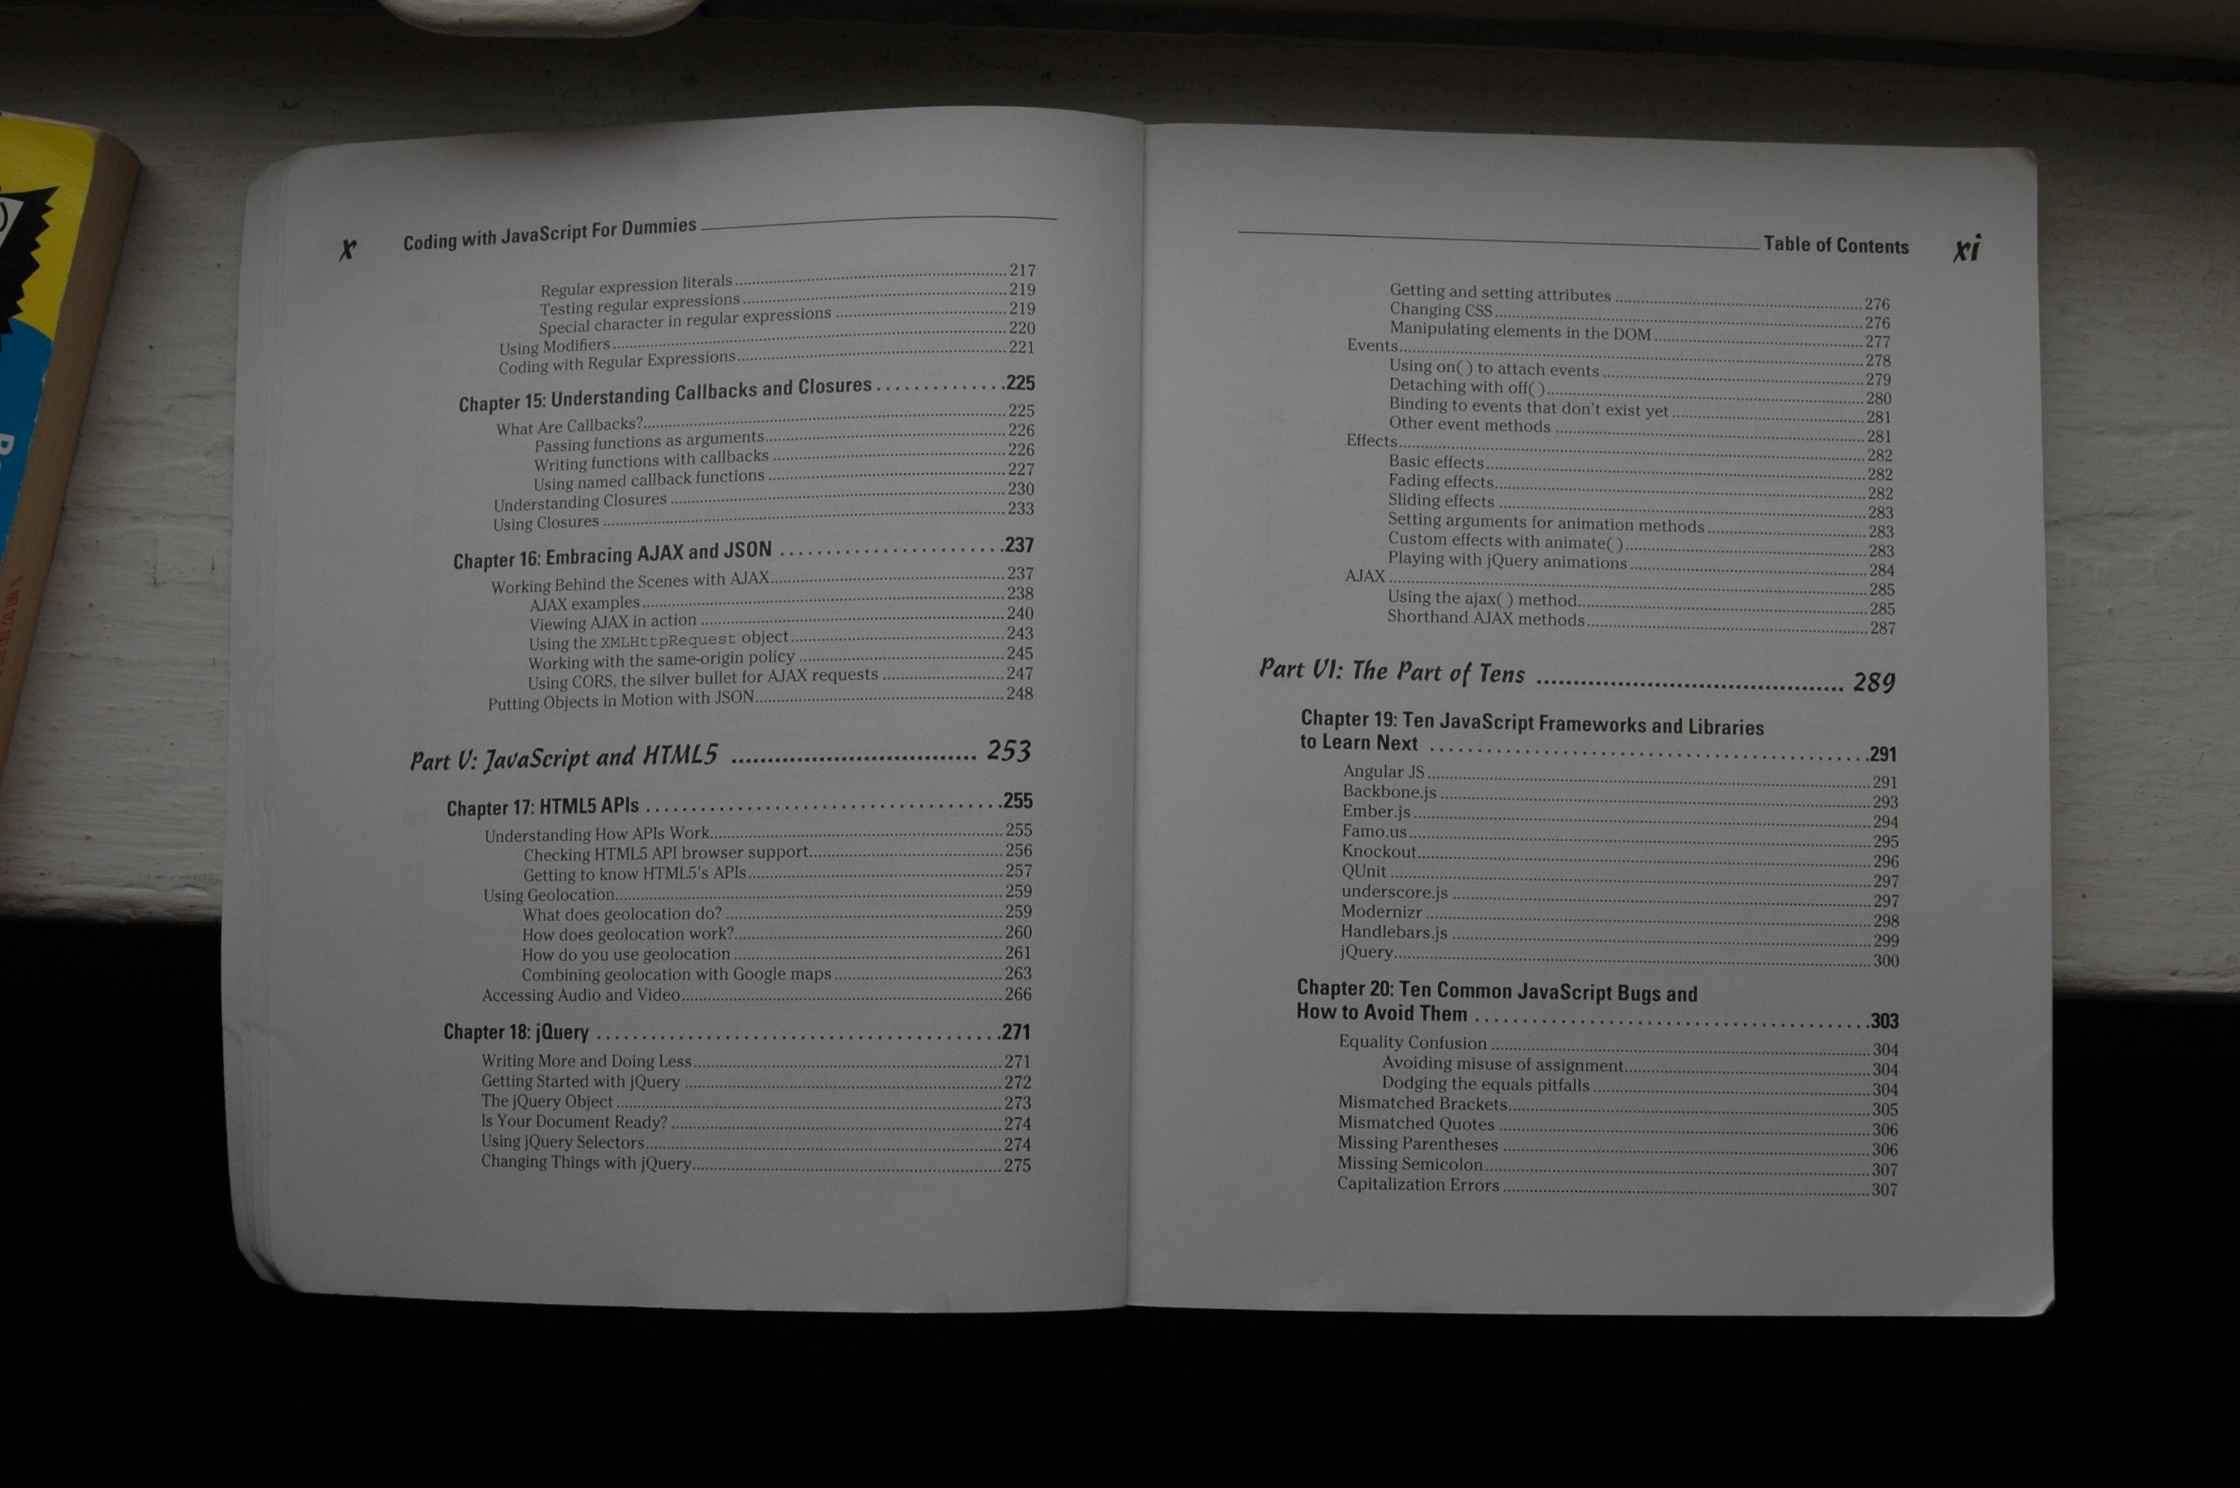 x Coding with JavaScript For Dummies
Regular expression literals 217
Testing regular expressions 219
Special character in regular expressions 219
Using Modifiers 220
Coding with Regular Expressions 221
Chapter 15: Understanding Callbacks and Closures 225
What Are Callbacks? 225
Passing functions as arguments 226
Writing functions with callbacks 226
Using named callback functions 227
Understanding Closures 230
Using Closures 233
Chapter 16: Embracing AJAX and JSON 237
Working Behind the Scenes with AJAX 237
AJAX examples 238
Viewing AJAX in action 240
Using the XMLHttpRequest object 243
Working with the same-origin policy 245
Using CORS, the silver bullet for AJAX requests 247
Putting Objects in Motion with JSON 248
Part V: JavaScript and HTML5 253
Chapter 17: HTML5 APIs 255
Understanding How APIs Work 255
Checking HTML5 API browser support 256
Getting to know HTML5's APIs 257
Using Geolocation 259
What does geolocation do? 259
How does geolocation work? 260
How do you use geolocation 261
Combining geolocation with Google maps 263
Accessing Audio and Video 266
Chapter 18: jQuery 271
Writing More and Doing Less 271
Getting Started with jQuery 272
The jQuery Object 273
Is Your Document Ready? 274
Using jQuery Selectors 274
Changing Things with jQuery 275
Table of Contents xi
Getting and setting attributes 276
Changing CSS 276
Manipulating elements in the DOM 277
Events 278
Using on( ) to attach events 279
Detaching with off( ) 280
Binding to events that don't exist yet 281
Other event methods 281
Effects 282
Basic effects 282
Fading effects 282
Sliding effects 283
Setting arguments for animation methods 283
Custom effects with animate( ) 283
Playing with jQuery animations 284
AJAX 285
Using the ajax( ) method 285
Shorthand AJAX methods 287
Part VI: The Part of Tens 289
Chapter 19: Ten JavaScript Frameworks and Libraries
to Learn Next 291
Angular JS 291
Backbone.js 293
Ember.js 294
Famo.us 295
Knockout 296
QUnit 297
underscore.js 297
Modernizr 298
Handlebars.js 299
jQuery 300
Chapter 20: Ten Common JavaScript Bugs and
How to Avoid Them 303
Equality Confusion 304
Avoiding misuse of assignment 304
Dodging the equals pitfalls 304
Mismatched Brackets 305
Mismatched Quotes 306
Missing Parentheses 306
Missing Semicolon 307
Capitalization Errors 307